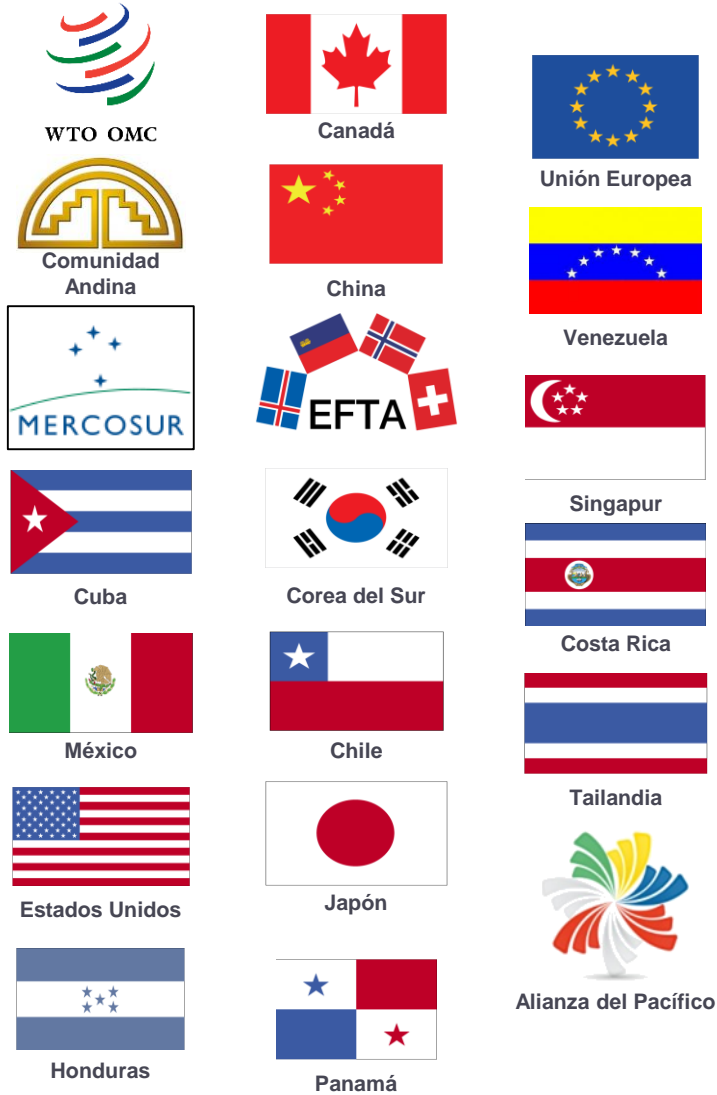 WTO OMC
Canadá
Unión Europea
Comunidad
Andina
China
Venezuela
MERCOSUR
EFTA
Singapur
Cuba
Corea del Sur
Costa Rica
México
Chile
Tailandia
Estados Unidos
Japón
Alianza del Pacífico
Honduras
Panamá